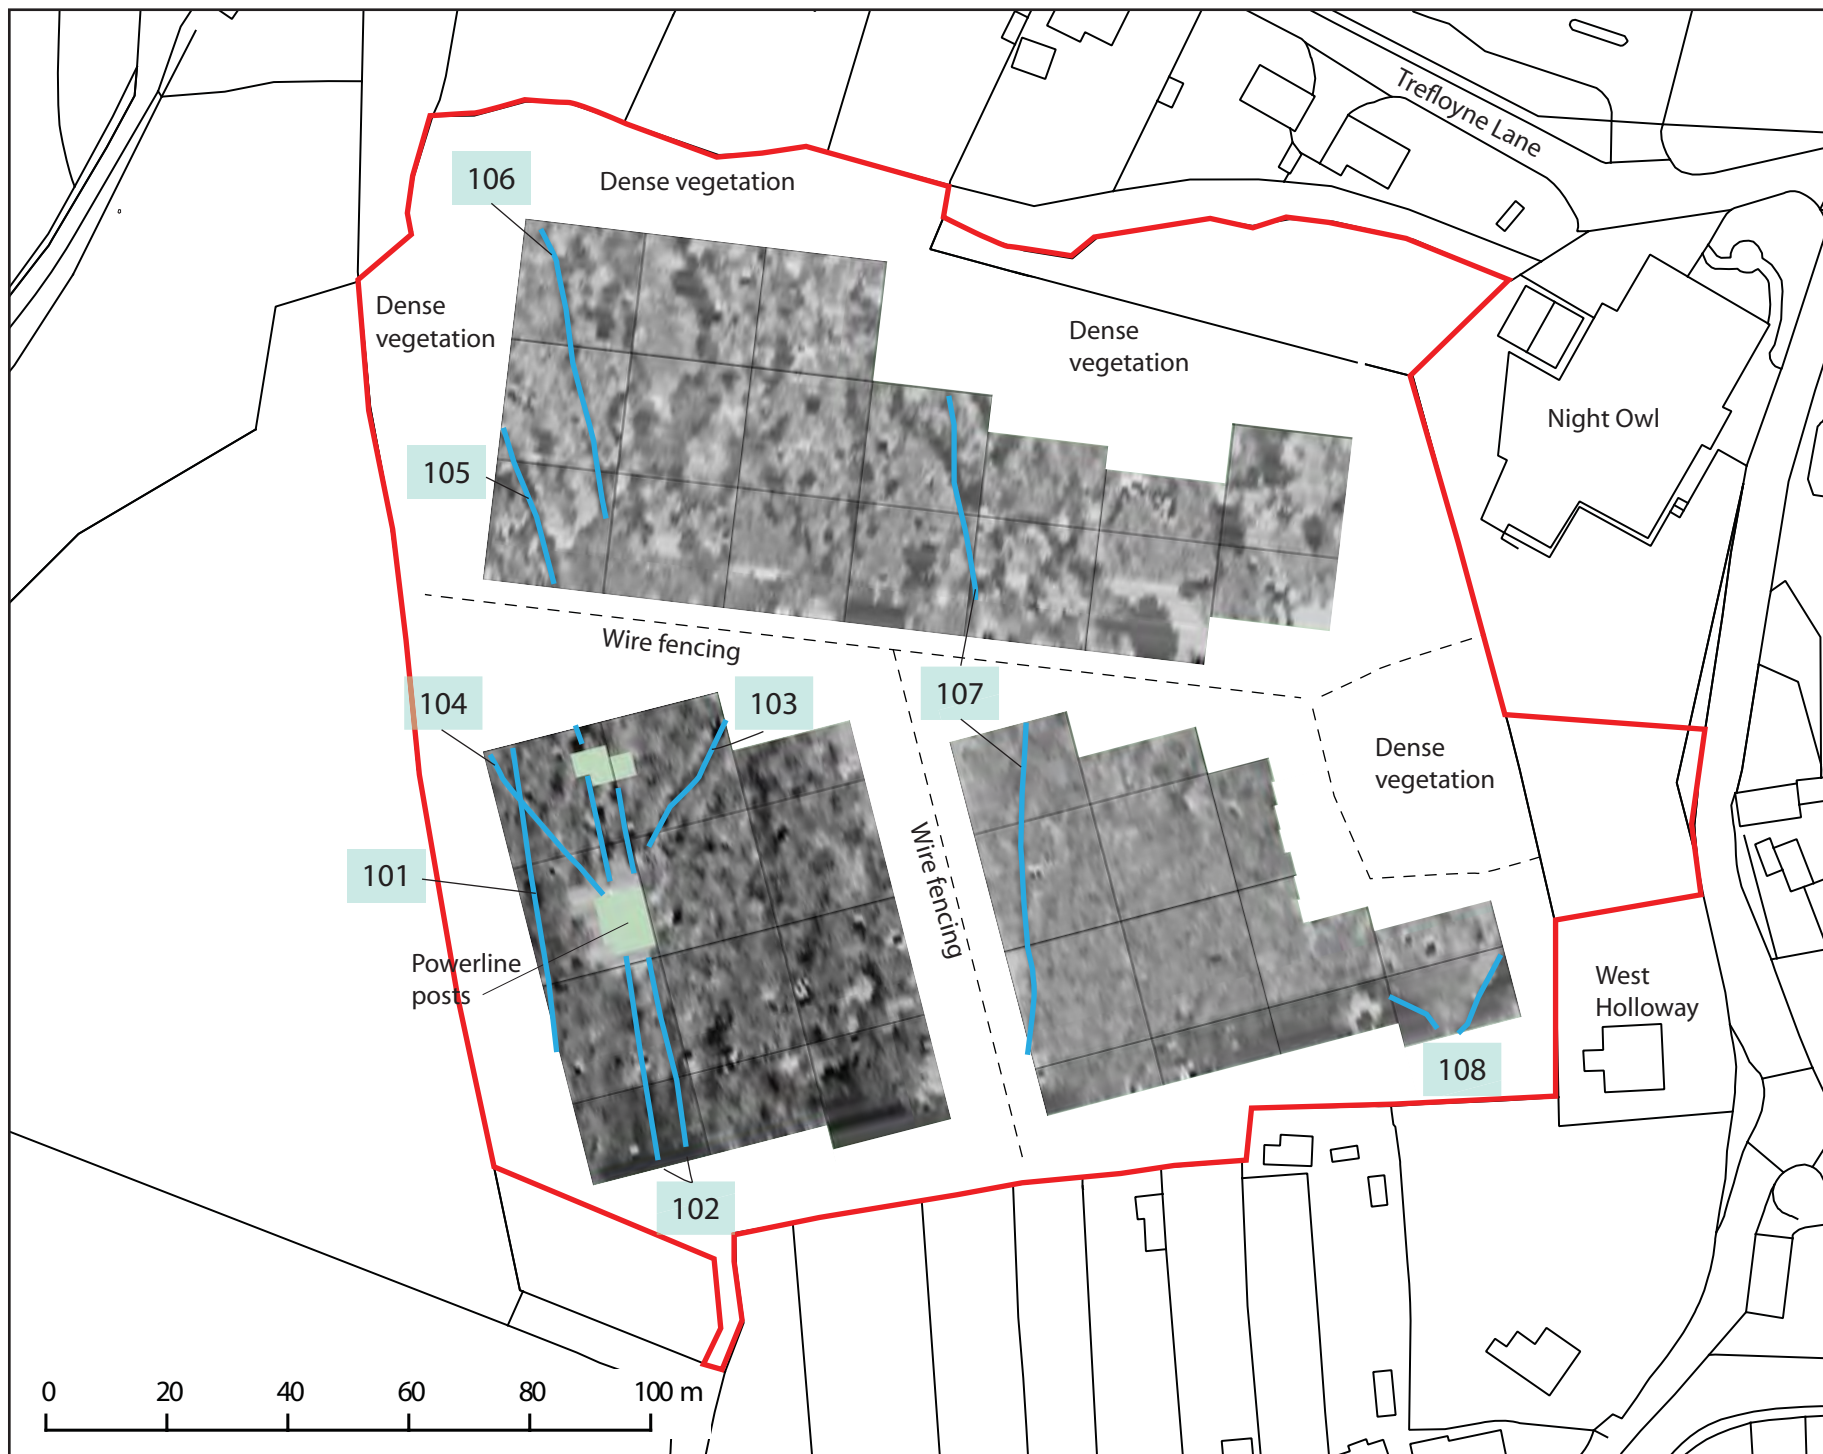 Trefloyne Lane
106
Dense vegetation
Dense
vegetation
Dense
vegetation
Night Owl
105
Wire fencing
104
103
107
Dense
vegetation
101
Wire fencing
Powerline
posts
West
Holloway
108
102
0 20 40 60 80 100 m